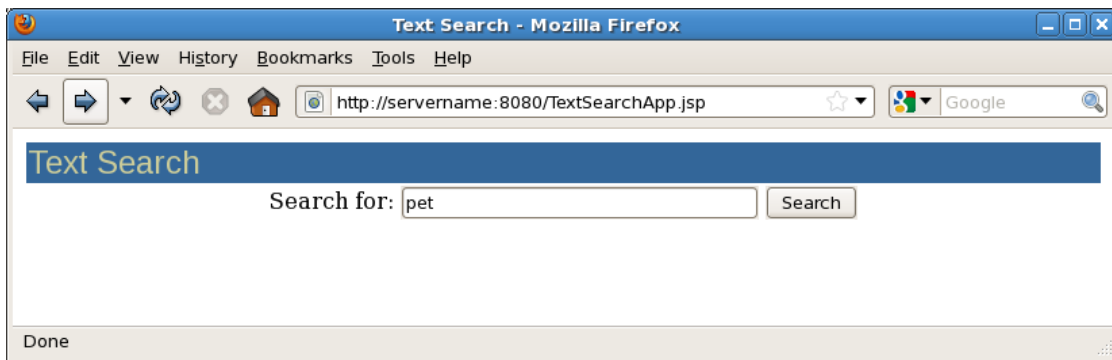 Text Search - Mozilla Firefox
File Edit View History Bookmarks Tools Help
http://servername:8080/TextSearchApp.jsp Google
Text Search
Search for: pet Search
Done